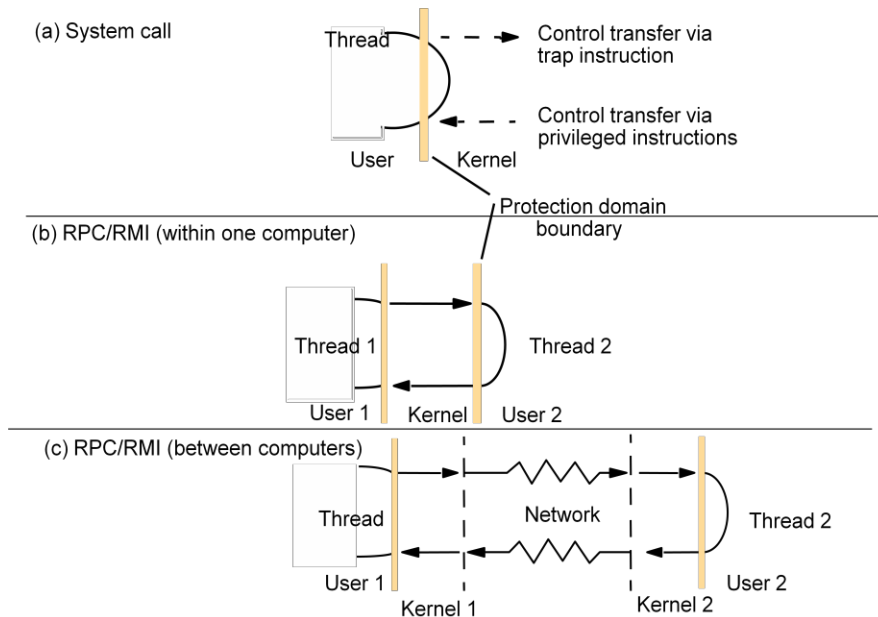 (a) System call
Thread
Control transfer via
trap instruction
Control transfer via
privileged instructions
User
Kernel
Protection domain
boundary
(b) RPC/RMI (within one computer)
Thread 1
Thread 2
User 1
Kernel
User 2
(c) RPC/RMI (between computers)
Thread
Network
Thread 2
User 1
User 2
Kernel 1
Kernel 2